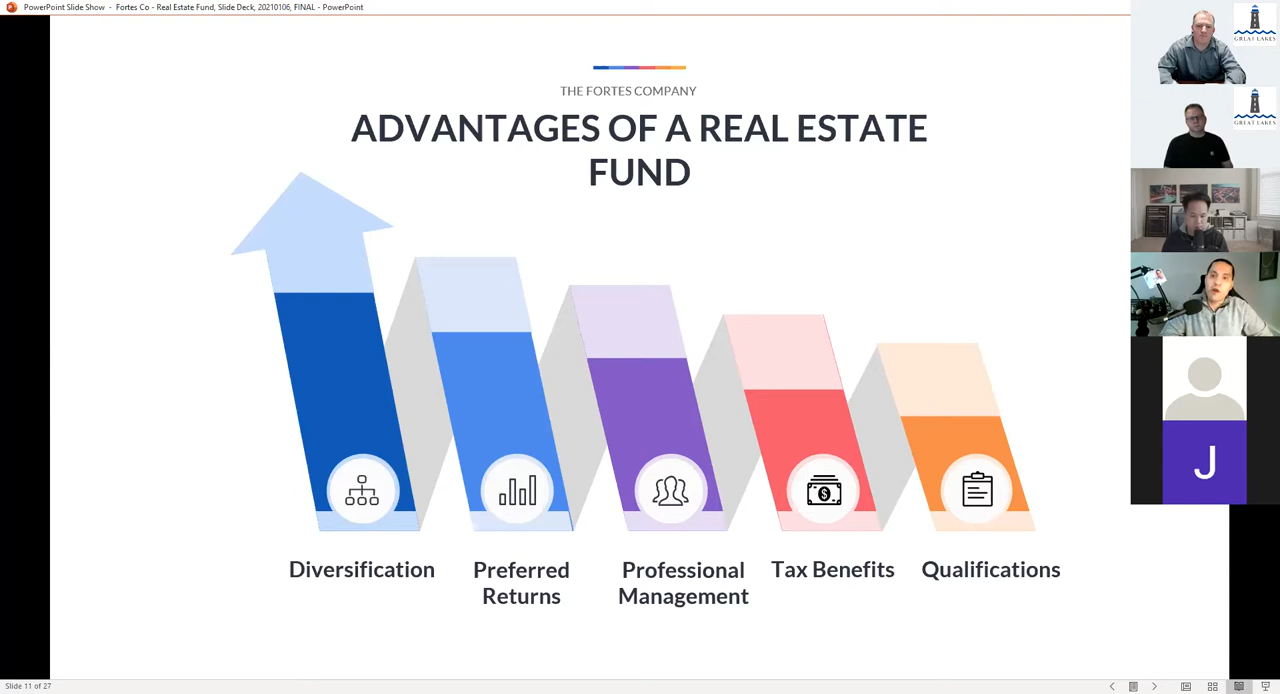 PowerPoint Slide Show - Fortes Co - Real Estate Fund, Slide Deck, 20210106, FINAL - PowerPoint
GREAT LAKES
GREAT LAKES
THE FORTES COMPANY
ADVANTAGES OF A REAL ESTATE
FUND
$
J
Diversification
Preferred
Returns
Professional
Management
Tax Benefits
Qualifications
Slide 11 of 27